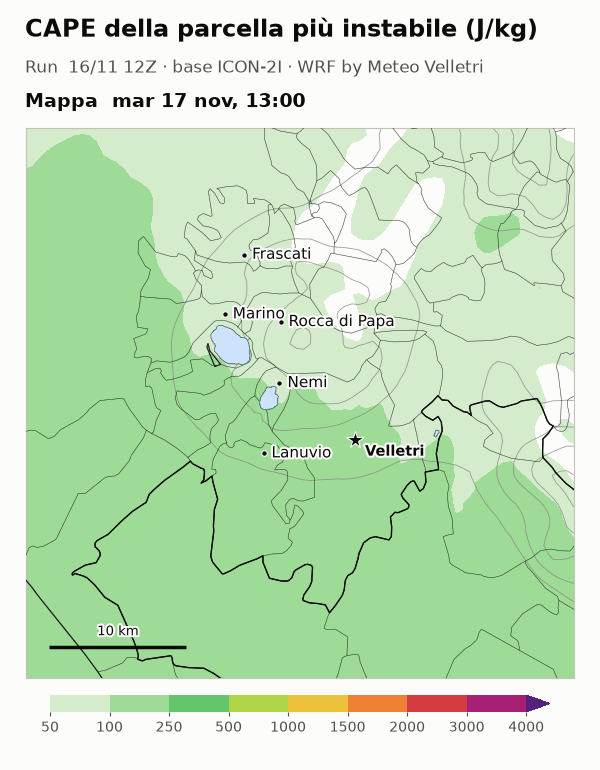 CAPE della parcella più instabile (J/kg)
Run  16/11 12Z · base ICON-2I · WRF by Meteo Velletri
Mappa  mar 17 nov, 13:00
Frascati
Marino
Rocca di Papa
Nemi
Velletri
Lanuvio
10 km
50 100 250 500 1000 1500 2000 3000 4000